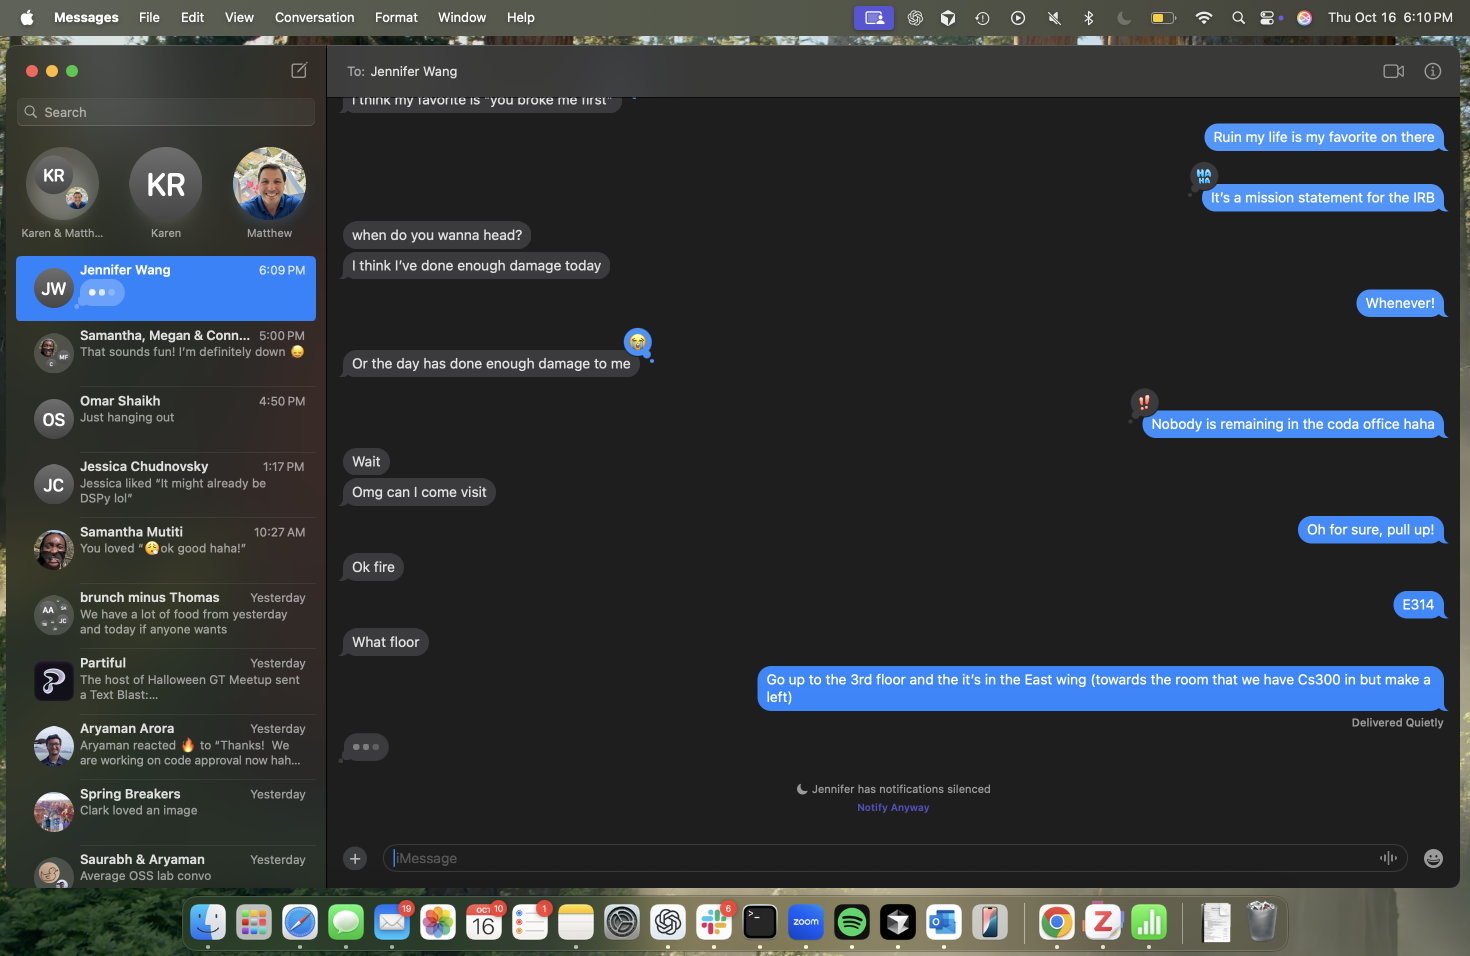 Messages File Edit View Conversation Format Window Help Thu Oct 16 6:10 PM
To: Jennifer Wang
Search
KR
KR
Karen & Matth...
Karen
Matthew
JW
Jennifer Wang 6:09 PM
Samantha, Megan & Conn... 5:00 PM
That sounds fun! I'm definitely down 😔
MF
C
OS
Omar Shaikh 4:50 PM
Just hanging out
JC
Jessica Chudnovsky 1:17 PM
Jessica liked “It might already be
DSPy lol”
Samantha Mutiti 10:27 AM
You loved “😮‍💨ok good haha!”
AA
SA
JC
brunch minus Thomas Yesterday
We have a lot of food from yesterday
and today if anyone wants
Partiful Yesterday
The host of Halloween GT Meetup sent
a Text Blast:...
Aryaman Arora Yesterday
Aryaman reacted 🔥 to “Thanks! We
are working on code approval now hah...
Spring Breakers Yesterday
Clark loved an image
Saurabh & Aryaman Yesterday
Average OSS lab convo
I think my favorite is “you broke me first”
Ruin my life is my favorite on there
HA
HA
It's a mission statement for the IRB
when do you wanna head?
I think I've done enough damage today
Whenever!
Or the day has done enough damage to me
‼
Nobody is remaining in the coda office haha
Wait
Omg can I come visit
Oh for sure, pull up!
Ok fire
E314
What floor
Go up to the 3rd floor and the it's in the East wing (towards the room that we have Cs300 in but make a
left)
Delivered Quietly
Jennifer has notifications silenced
Notify Anyway
iMessage
19
OCT 10
16
1
6
>_
zoom
O
Z